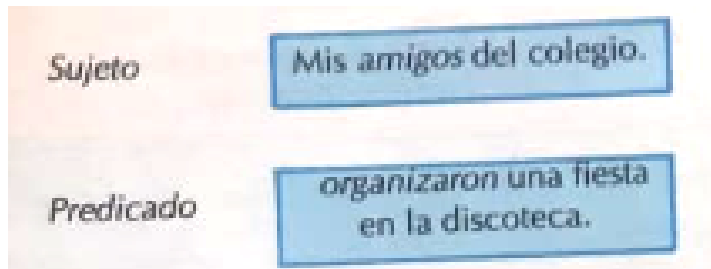 Sujeto
Mis amigos del colegio.
Predicado
organizaron una fiesta
en la discoteca.